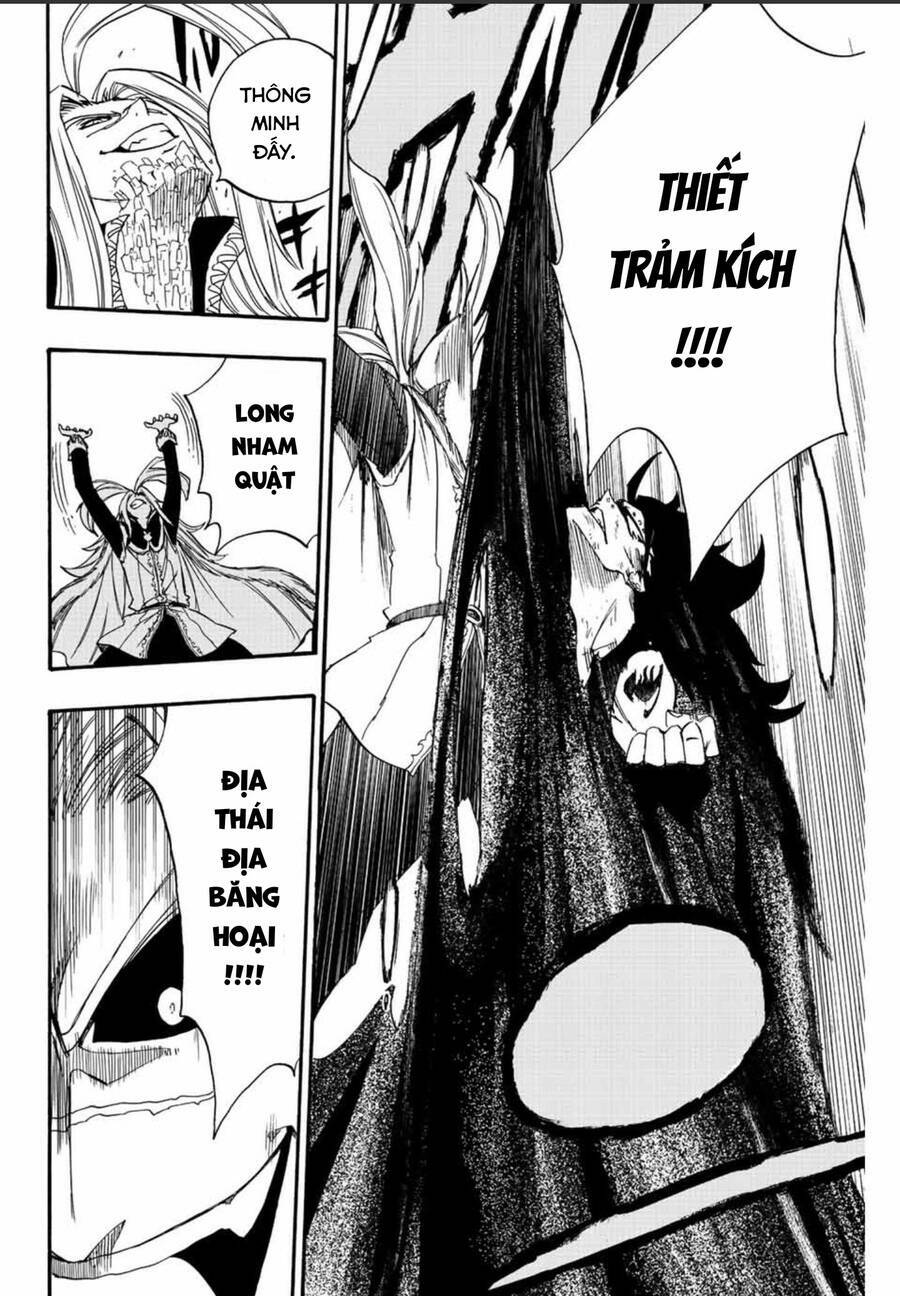 THIẾT
TRẢM KÍCH
!!!!
THÔNG
MINH
ĐẤY.
LONG
NHAM
QUẬT
ĐỊA
THÁI
ĐỊA
BĂNG
HOẠI
!!!!